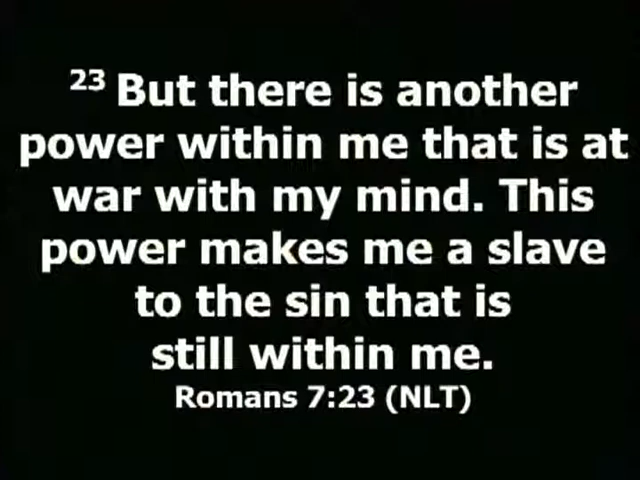 23 But there is another
power within me that is at
war with my mind. This
power makes me a slave
to the sin that is
still within me.
Romans 7:23 (NLT)